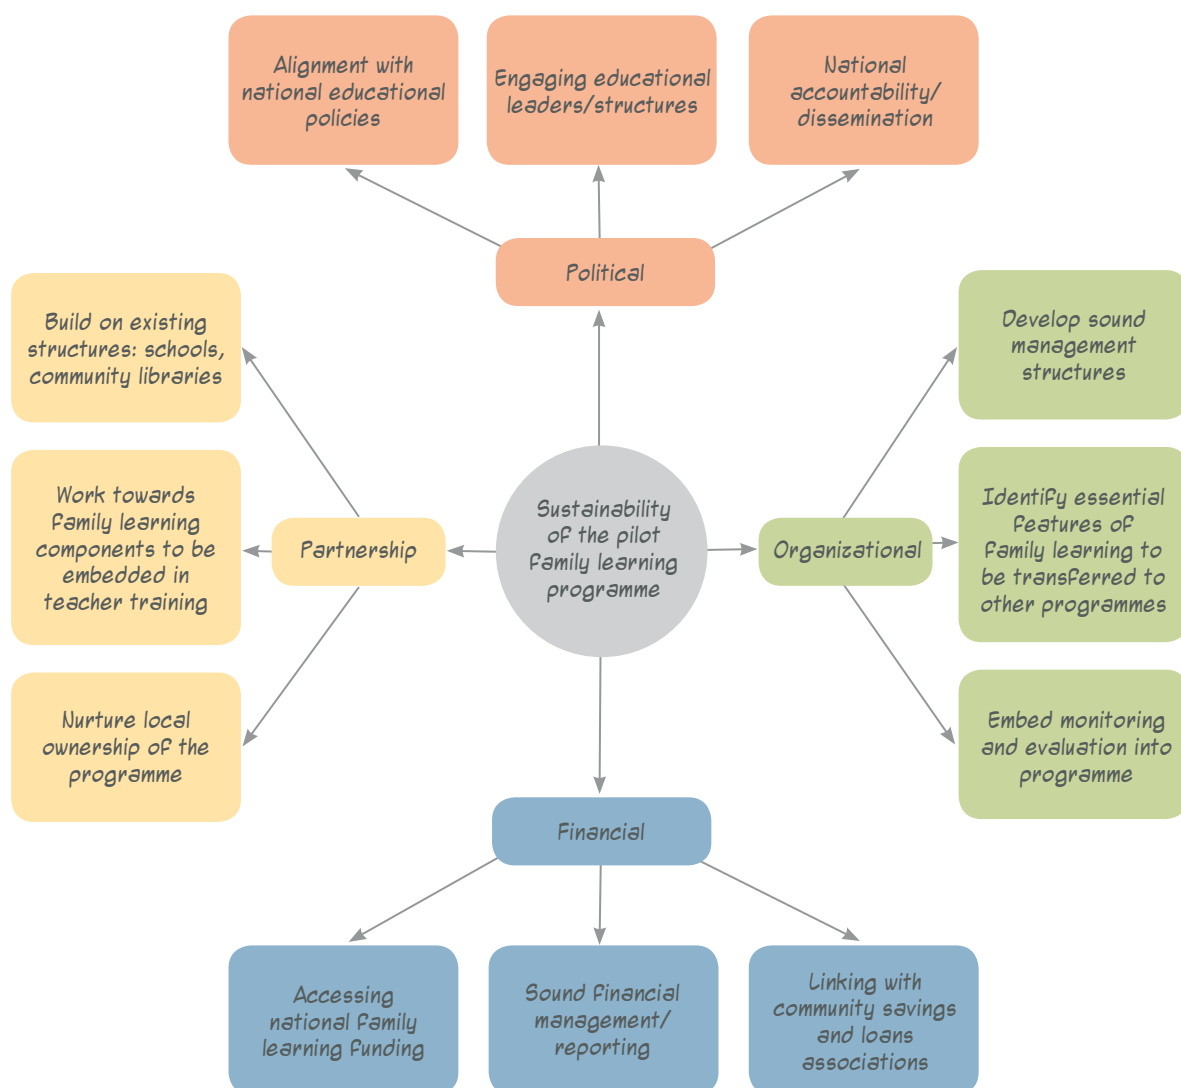 Alignment with
national educational
policies
Engaging educational
leaders/structures
National
accountability/
dissemination
Political
Build on existing
structures: schools,
community libraries
Work towards
family learning
components to be
embedded in
teacher training
Nurture local
ownership of the
programme
Partnership
Sustainability
of the pilot
family learning
programme
Organizational
Develop sound
management
structures
Identify essential
features of
family learning to
be transferred to
other programmes
Embed monitoring
and evaluation into
programme
Financial
Accessing
national family
learning funding
Sound financial
management/
reporting
Linking with
community savings
and loans
associations